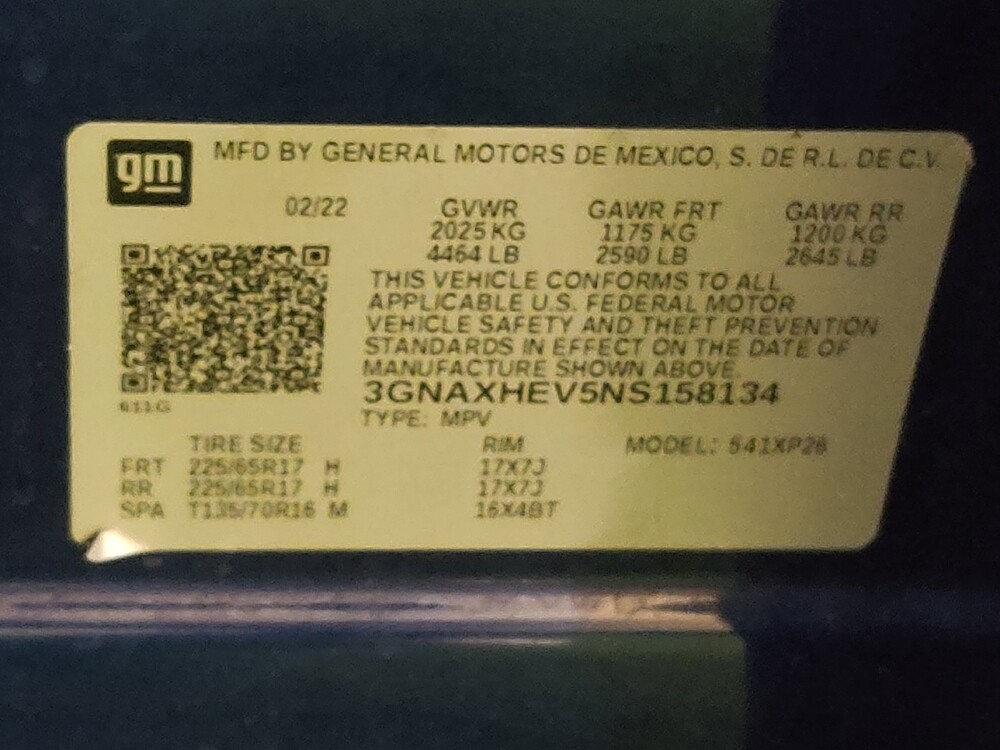 gm MFD BY GENERAL MOTORS DE MEXICO, S. DE R.L. DE C.V.
02/22 GVWR GAWR FRT GAWR RR
2025 KG 1175 KG 1200 KG
4464 LB 2590 LB 2645 LB
THIS VEHICLE CONFORMS TO ALL
APPLICABLE U.S. FEDERAL MOTOR
VEHICLE SAFETY AND THEFT PREVENTION
STANDARDS IN EFFECT ON THE DATE OF
MANUFACTURE SHOWN ABOVE.
3GNAXHEV5NS158134
611G
TYPE: MPV
TIRE SIZE RIM MODEL: 541XP26
FRT 225/65R17 H 17X7J
RR 225/65R17 H 17X7J
SPA T135/70R16 M 16X4BT